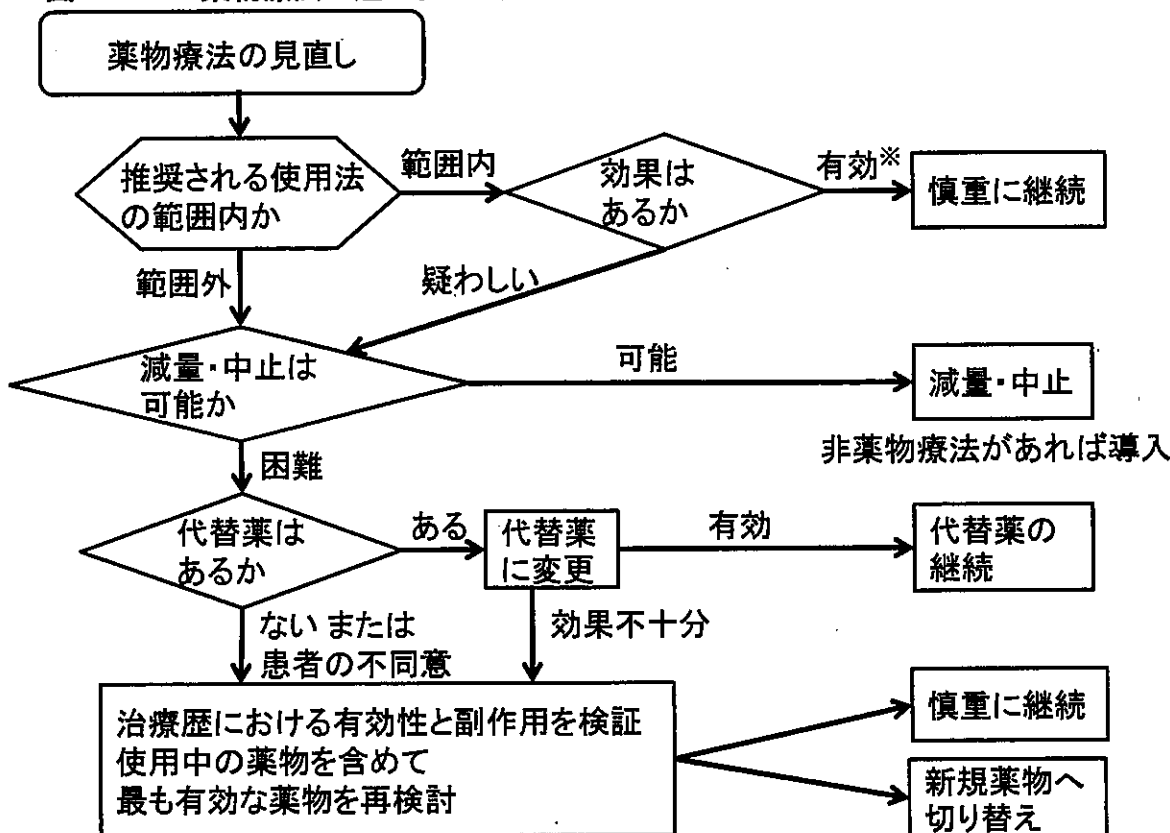 薬物療法の見直し
推奨される使用法
の範囲内か
範囲内
効果は
あるか
有効※
慎重に継続
範囲外
疑わしい
減量・中止は
可能か
可能
減量・中止
非薬物療法があれば導入
困難
代替薬は
あるか
ある
代替薬
に変更
有効
代替薬の
継続
ない または
患者の不同意
効果不十分
治療歴における有効性と副作用を検証
使用中の薬物を含めて
最も有効な薬物を再検討
慎重に継続
新規薬物へ
切り替え